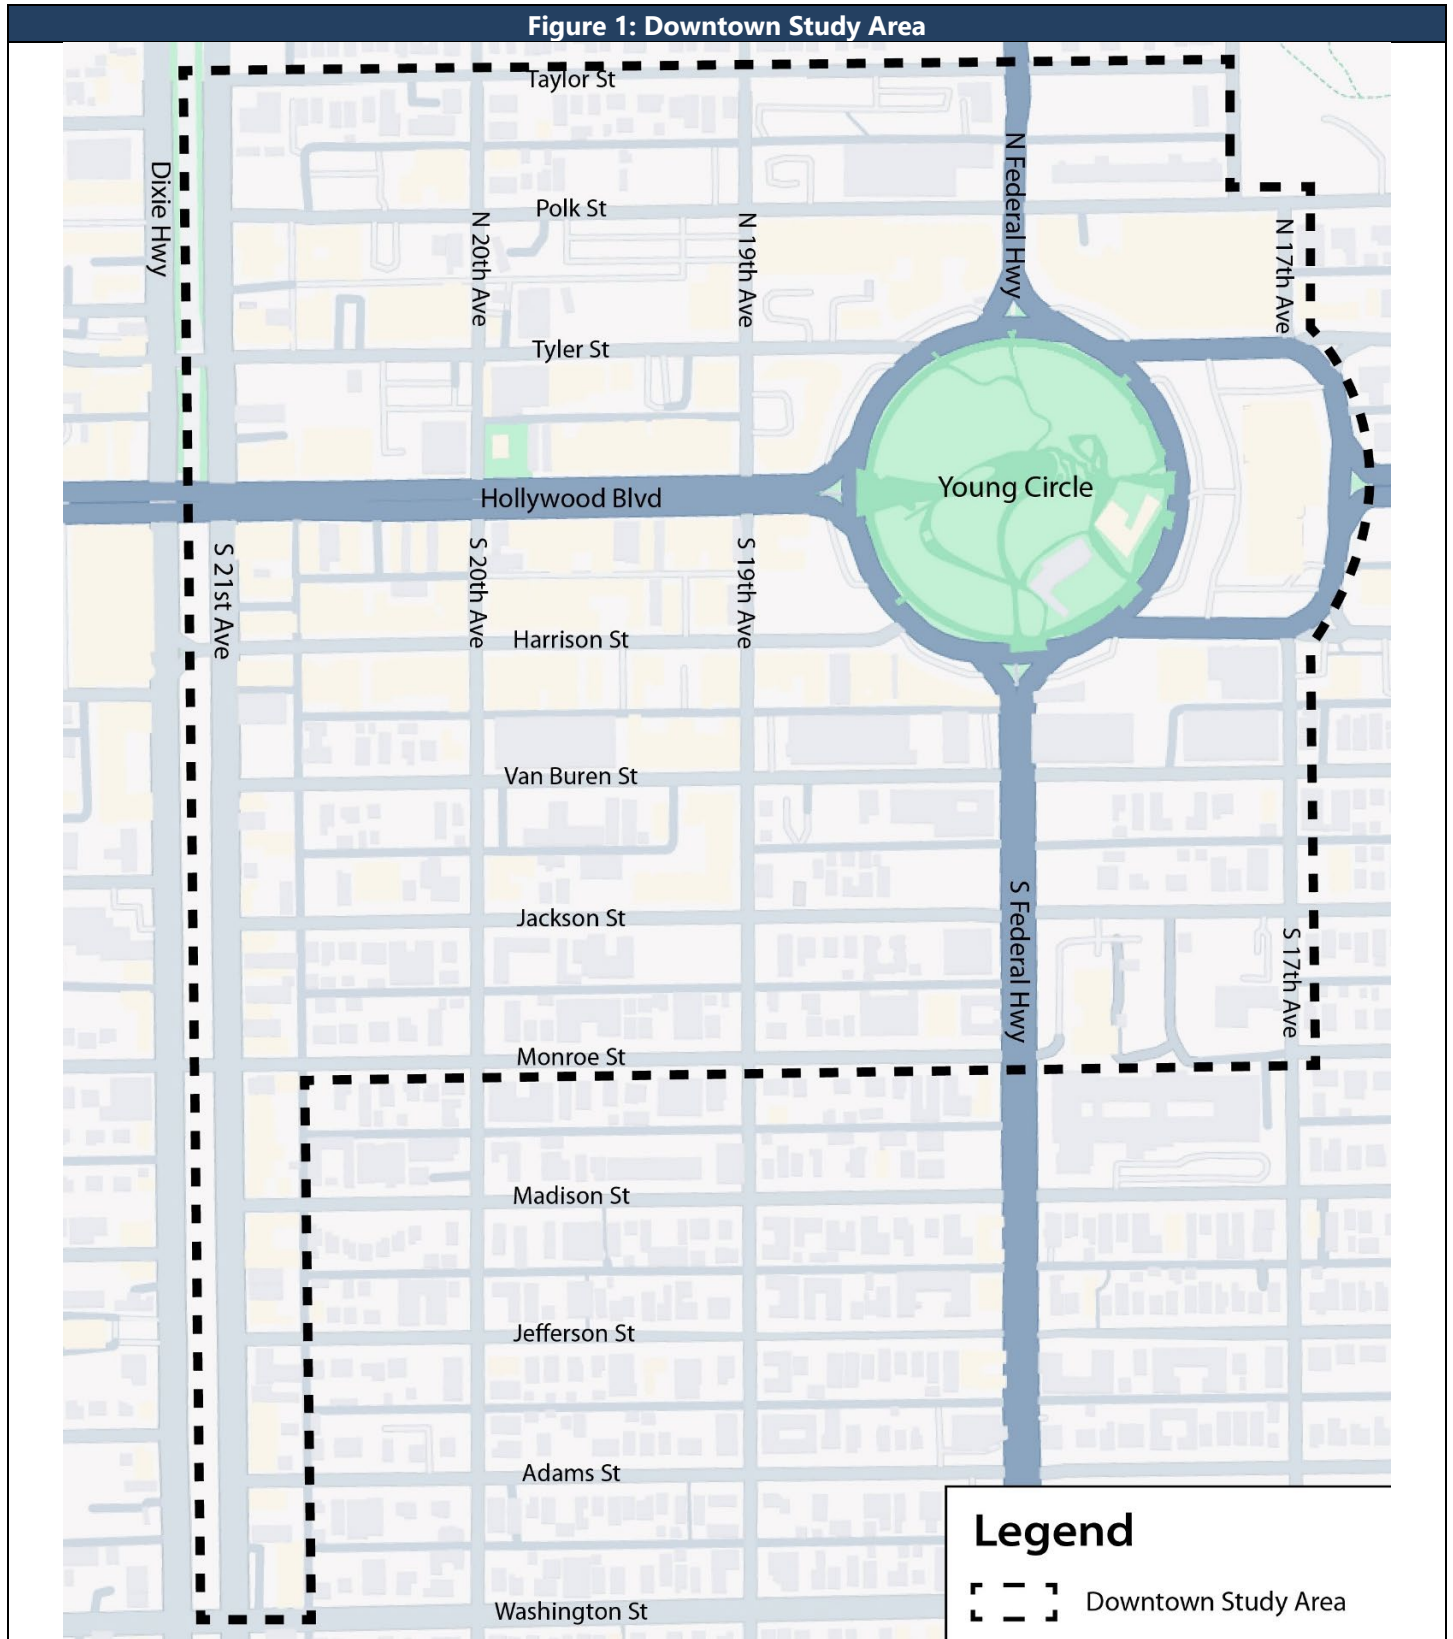 Figure 1: Downtown Study Area
Taylor St
Dixie Hwy
N Federal Hwy
Polk St
N 20th Ave
N 19th Ave
N 17th Ave
Tyler St
Young Circle
Hollywood Blvd
S 21st Ave
S 20th Ave
S 19th Ave
Harrison St
Van Buren St
Jackson St
S Federal Hwy
S 17th Ave
Monroe St
Madison St
Jefferson St
Adams St
Legend
Downtown Study Area
Washington St